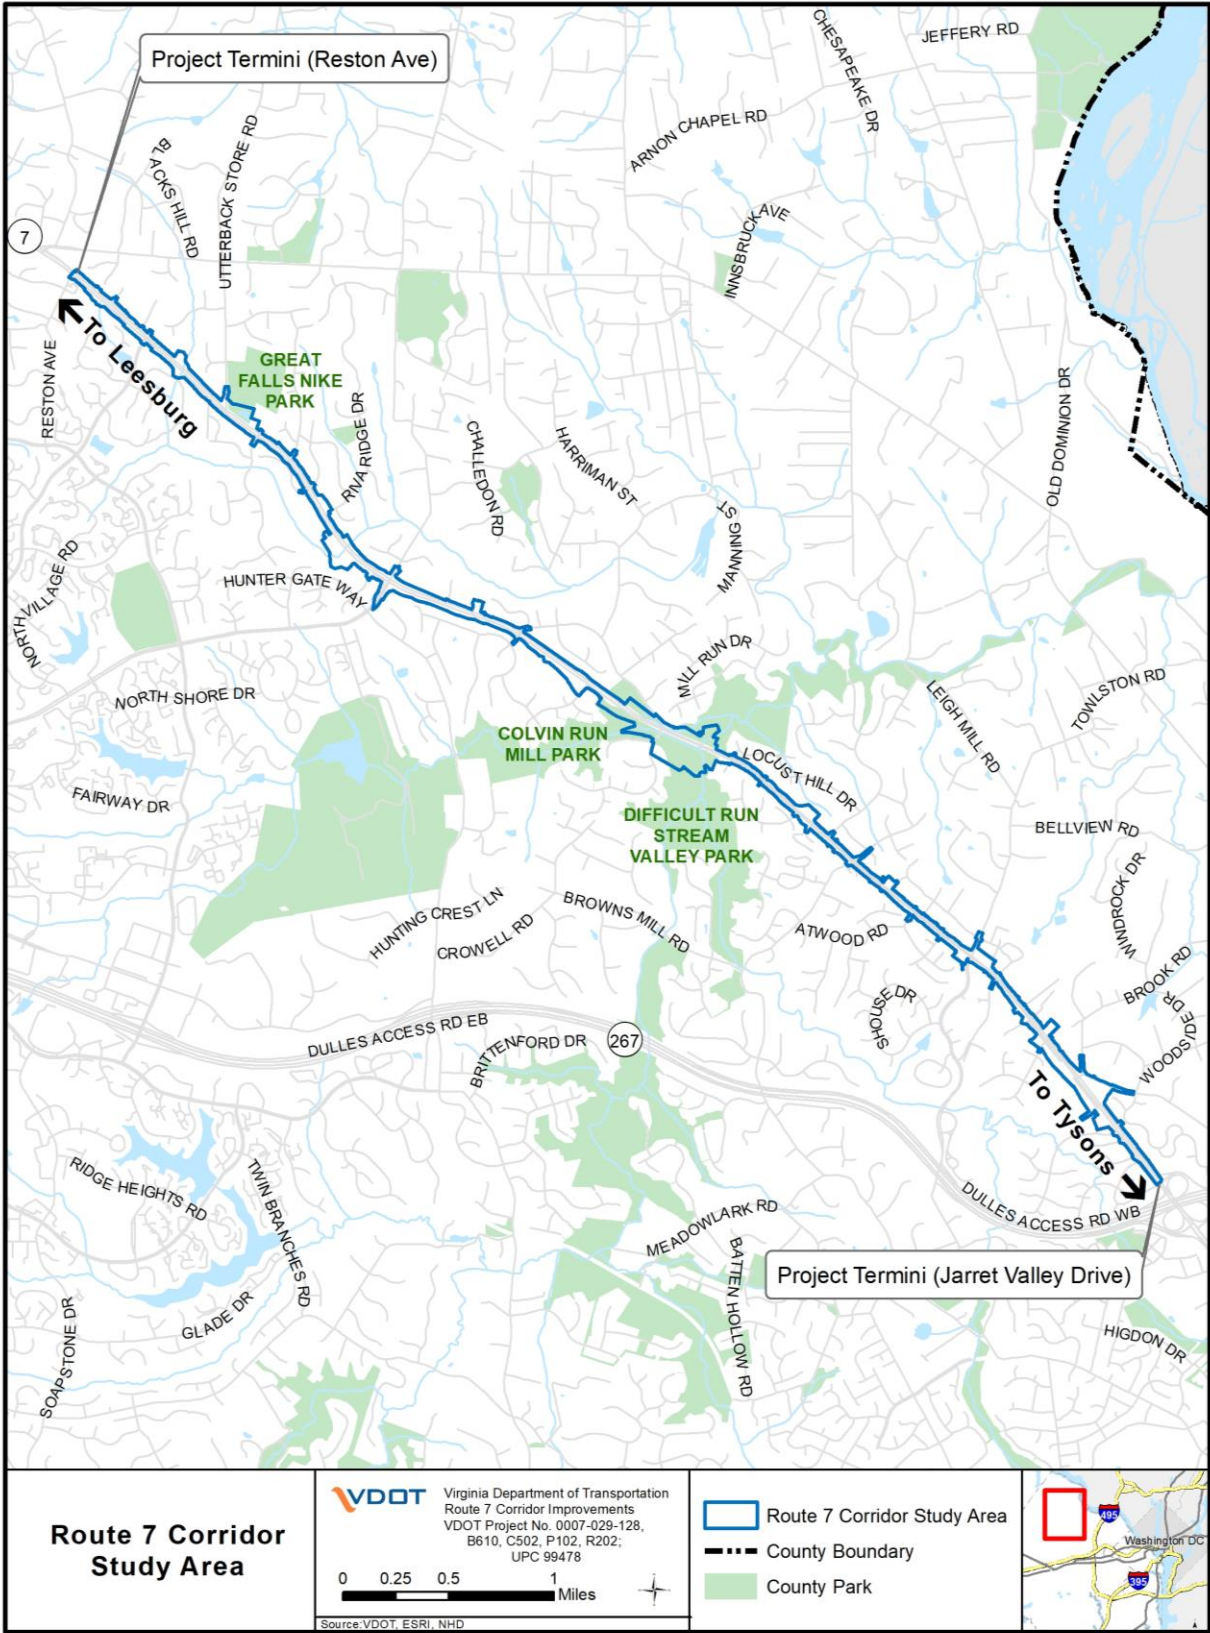 Project Termini (Reston Ave)
JEFFERY RD
CHESAPEAKE DR
ARNON CHAPEL RD
BLACKS HILL RD
UTTERBACK STORE RD
INNSBRUCK AVE
7
To Leesburg
RESTON AVE
GREAT
FALLS NIKE
PARK
RIVA RIDGE DR
CHALLEDON RD
HARRIMAN ST
OLD DOMINION DR
MANNING ST
NORTH VILLAGE RD
HUNTER GATE WAY
MILL RUN DR
NORTH SHORE DR
LEIGH MILL RD
TOWLSTON RD
COLVIN RUN
MILL PARK
LOCUST HILL DR
FAIRWAY DR
DIFFICULT RUN
STREAM
VALLEY PARK
BELLVIEW RD
WINDROCK DR
HUNTING CREST LN
CROWELL RD
BROWNS MILL RD
ATWOOD RD
BROOK RD
SHOUSE DR
WOODSIDE DR
DULLES ACCESS RD EB
BRITTENFORD DR
267
To Tysons
RIDGE HEIGHTS RD
TWIN BRANCHES RD
DULLES ACCESS RD WB
MEADOWLARK RD
BATTEN HOLLOW RD
Project Termini (Jarret Valley Drive)
GLADE DR
SOAPSTONE DR
HIGDON DR
Route 7 Corridor
Study Area
VDOT
Virginia Department of Transportation
Route 7 Corridor Improvements
VDOT Project No. 0007-029-128,
B610, C502, P102, R202;
UPC 99478
0 0.25 0.5 1
Miles
Source:VDOT, ESRI, NHD
Route 7 Corridor Study Area
County Boundary
County Park
495
Washington DC
395